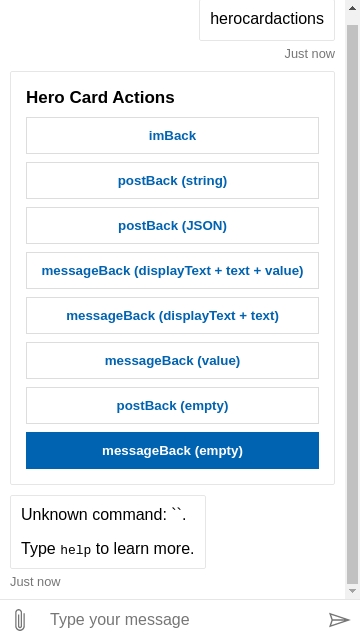 herocardactions
Just now
Hero Card Actions
imBack
postBack (string)
postBack (JSON)
messageBack (displayText + text + value)
messageBack (displayText + text)
messageBack (value)
postBack (empty)
messageBack (empty)
Unknown command: ``.
Type help to learn more.
Just now
Type your message